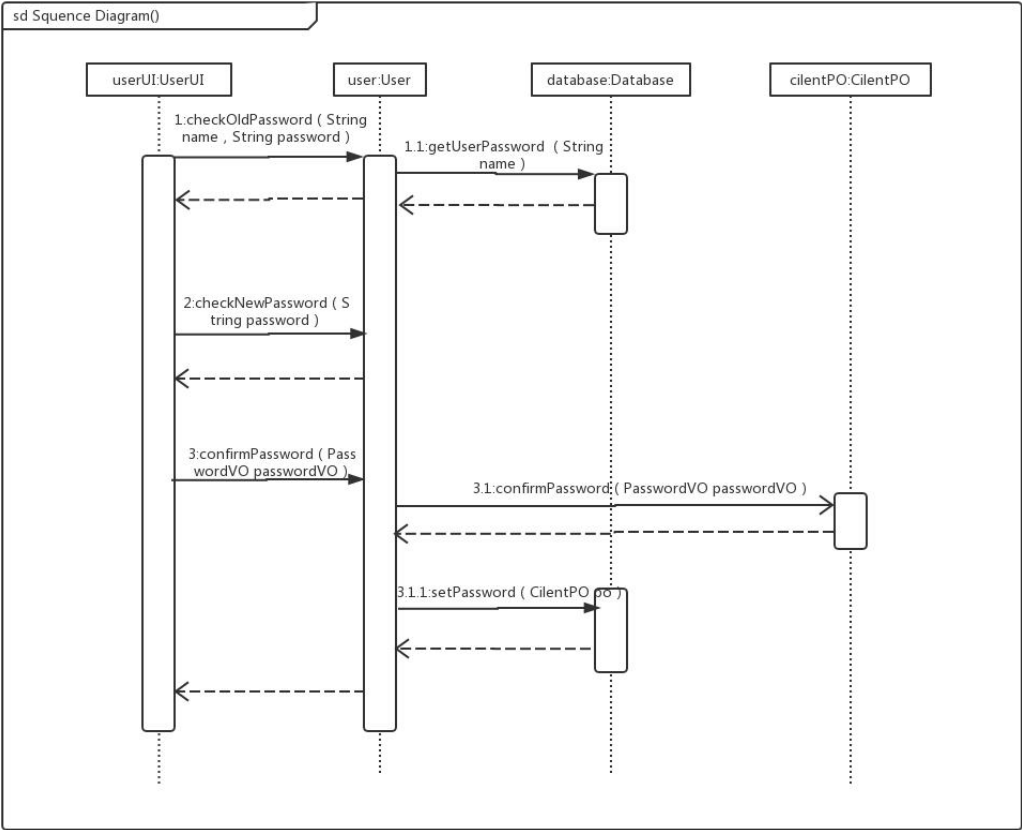 sd Squence Diagram()
userUI:UserUI
user:User
database:Database
cilentPO:CilentPO
1:checkOldPassword ( String
name , String password )
1.1:getUserPassword ( String
name )
2:checkNewPassword ( S
tring password )
3:confirmPassword ( Pass
wordVO passwordVO )
3.1:confirmPassword ( PasswordVO passwordVO )
3.1.1:setPassword ( CilentPO po )